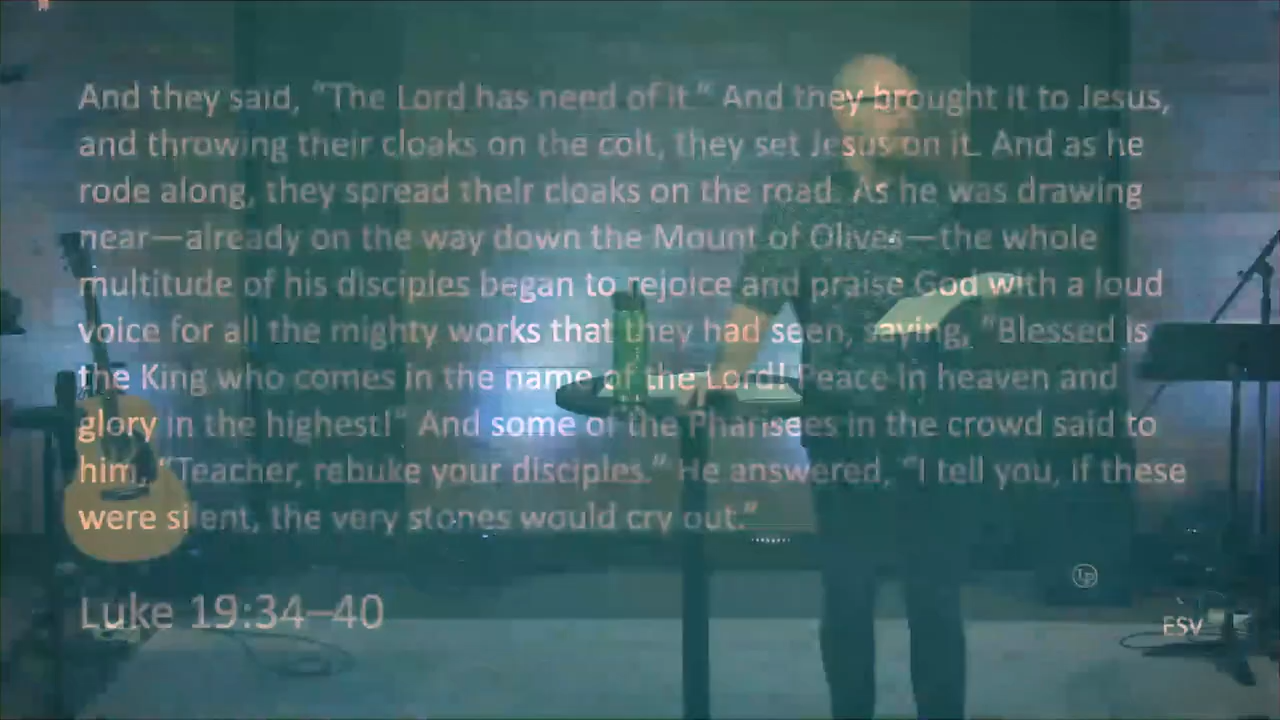 And they said, “The Lord has need of it.” And they brought it to Jesus,
and throwing their cloaks on the colt, they set Jesus on it. And as he
rode along, they spread their cloaks on the road. As he was drawing
near—already on the way down the Mount of Olives—the whole
multitude of his disciples began to rejoice and praise God with a loud
voice for all the mighty works that they had seen, saying, “Blessed is
the King who comes in the name of the Lord! Peace in heaven and
glory in the highest!” And some of the Pharisees in the crowd said to
him, “Teacher, rebuke your disciples.” He answered, “I tell you, if these
were silent, the very stones would cry out.”
LP
Luke 19:34–40
ESV